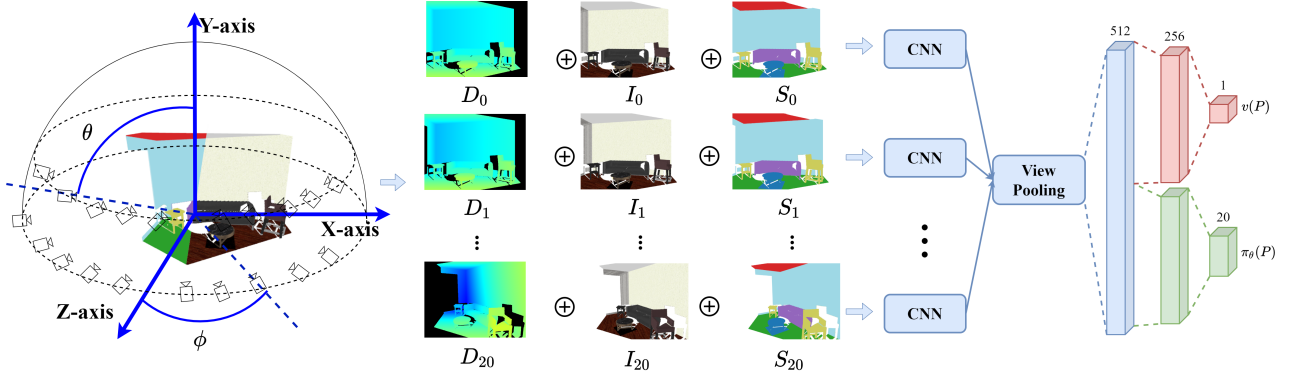 Y-axis
θ
X-axis
Z-axis
ϕ
D₀ ⊕ I₀ ⊕ S₀
CNN
D₁ ⊕ I₁ ⊕ S₁
CNN
D₂₀ ⊕ I₂₀ ⊕ S₂₀
CNN
View
Pooling
512
256
1
v(P)
20
π_θ(P)